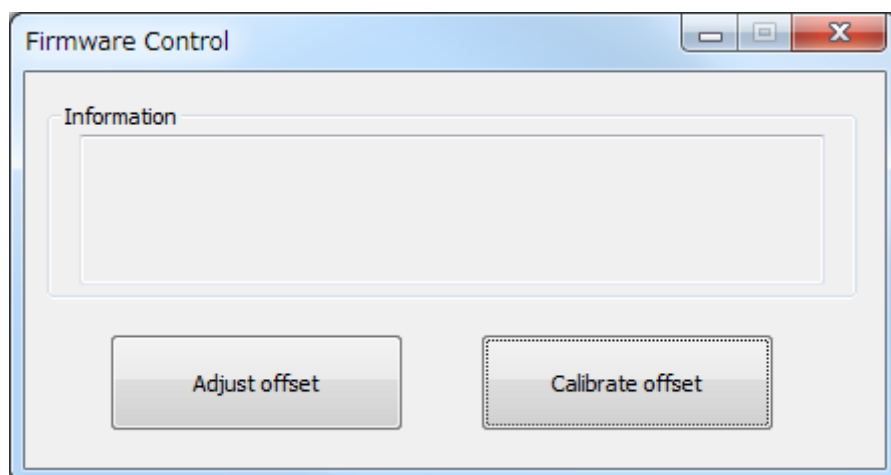 Firmware Control
Information
Adjust offset
Calibrate offset